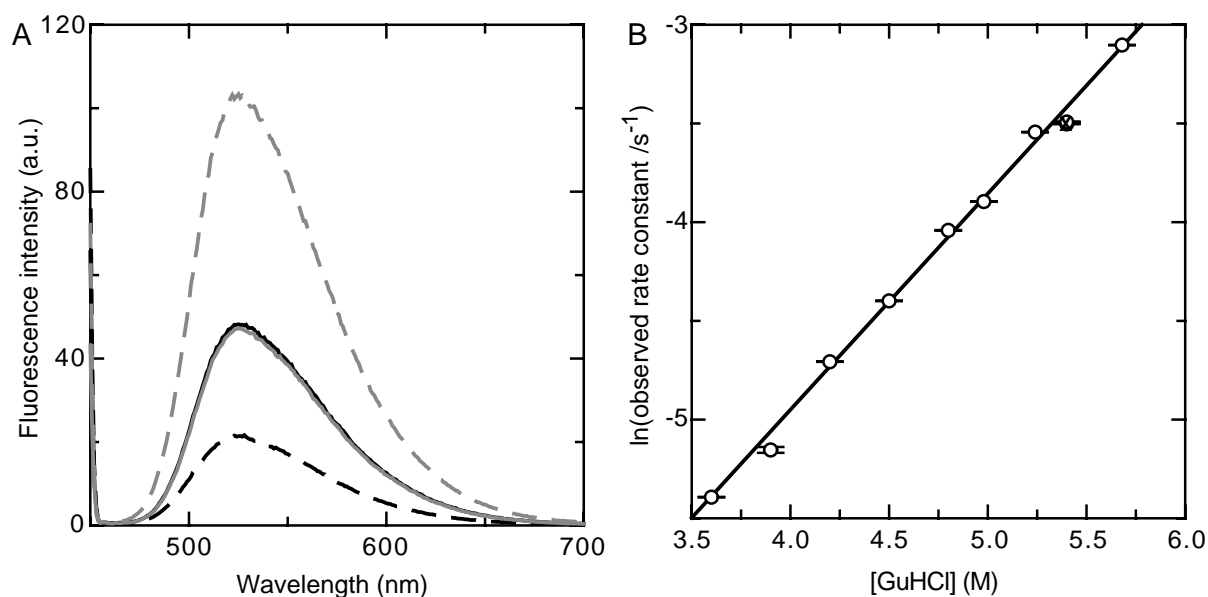 A
120
80
40
0
Fluorescence intensity (a.u.)
500
600
700
Wavelength (nm)
B
-3
-4
-5
ln(observed rate constant /s⁻¹)
3.5
4.0
4.5
5.0
5.5
6.0
[GuHCl] (M)